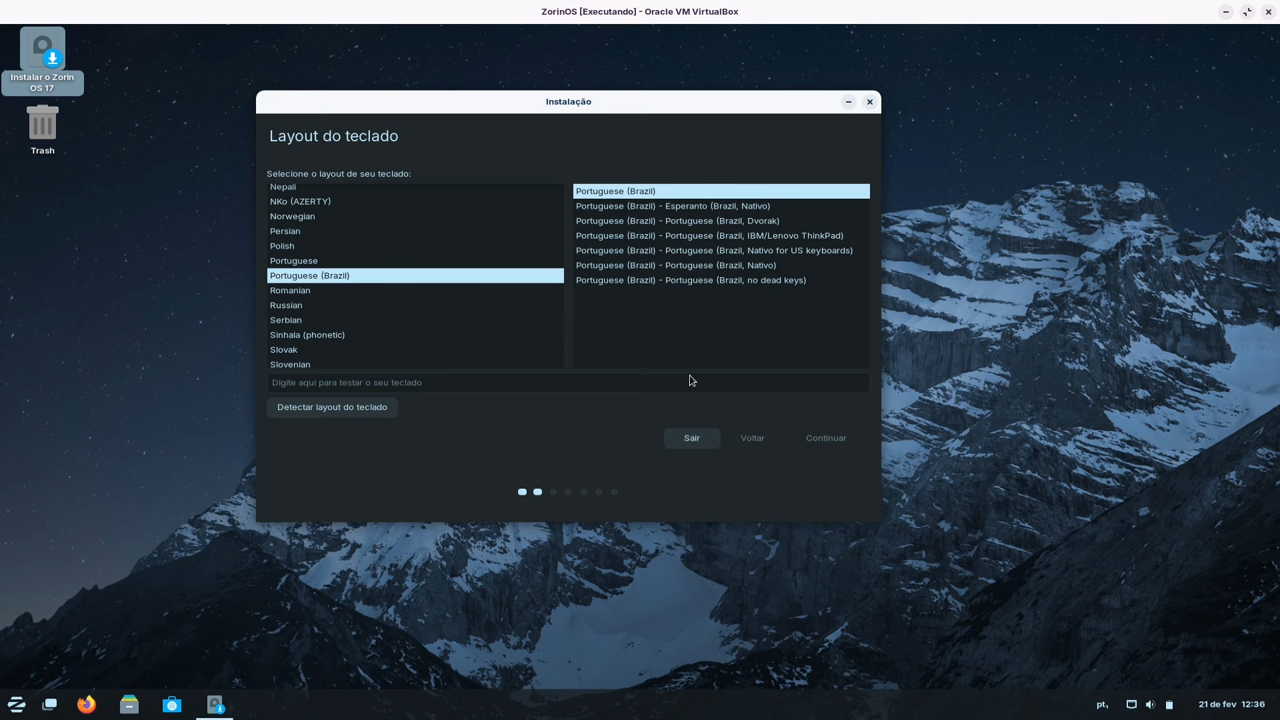 ZorinOS [Executando] - Oracle VM VirtualBox
Instalar o Zorin
OS 17
Trash
Instalação
Layout do teclado
Selecione o layout de seu teclado:
Nepali
NKo (AZERTY)
Norwegian
Persian
Polish
Portuguese
Portuguese (Brazil)
Romanian
Russian
Serbian
Sinhala (phonetic)
Slovak
Slovenian
Portuguese (Brazil)
Portuguese (Brazil) - Esperanto (Brazil, Nativo)
Portuguese (Brazil) - Portuguese (Brazil, Dvorak)
Portuguese (Brazil) - Portuguese (Brazil, IBM/Lenovo ThinkPad)
Portuguese (Brazil) - Portuguese (Brazil, Nativo for US keyboards)
Portuguese (Brazil) - Portuguese (Brazil, Nativo)
Portuguese (Brazil) - Portuguese (Brazil, no dead keys)
Digite aqui para testar o seu teclado
Detectar layout do teclado
Sair
Voltar
Continuar
pt₁
21 de fev 12:36